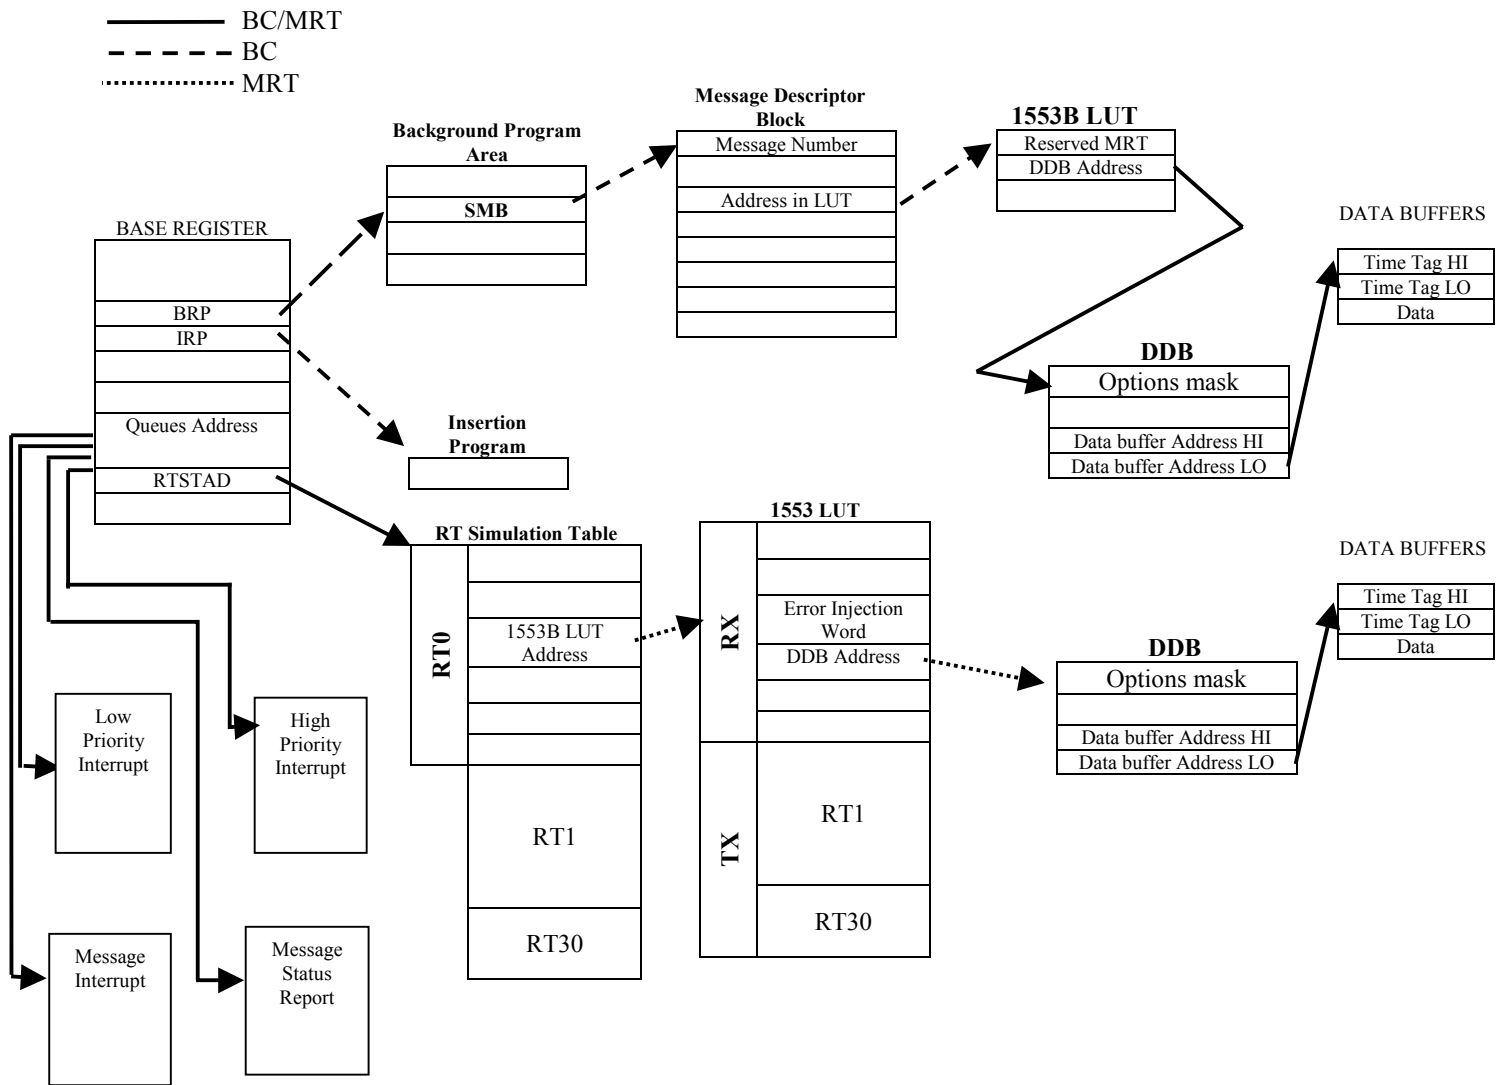 BC/MRT
BC
MRT
Background Program
Area
SMB
Message Descriptor
Block
Message Number
Address in LUT
1553B LUT
Reserved MRT
DDB Address
DATA BUFFERS
Time Tag HI
Time Tag LO
Data
BASE REGISTER
BRP
IRP
Queues Address
RTSTAD
DDB
Options mask
Data buffer Address HI
Data buffer Address LO
Insertion
Program
RT Simulation Table
RT0
1553B LUT
Address
RT1
RT30
1553 LUT
RX
Error Injection
Word
DDB Address
TX
RT1
RT30
DATA BUFFERS
Time Tag HI
Time Tag LO
Data
DDB
Options mask
Data buffer Address HI
Data buffer Address LO
Low
Priority
Interrupt
High
Priority
Interrupt
Message
Interrupt
Message
Status
Report